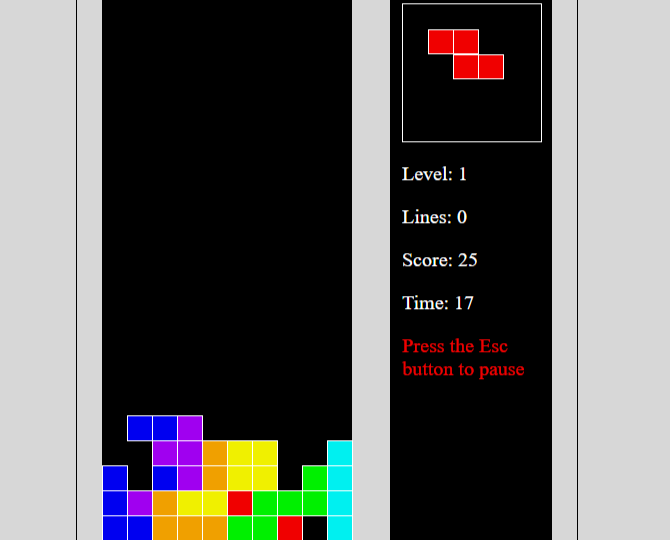 Level: 1
Lines: 0
Score: 25
Time: 17
Press the Esc
button to pause